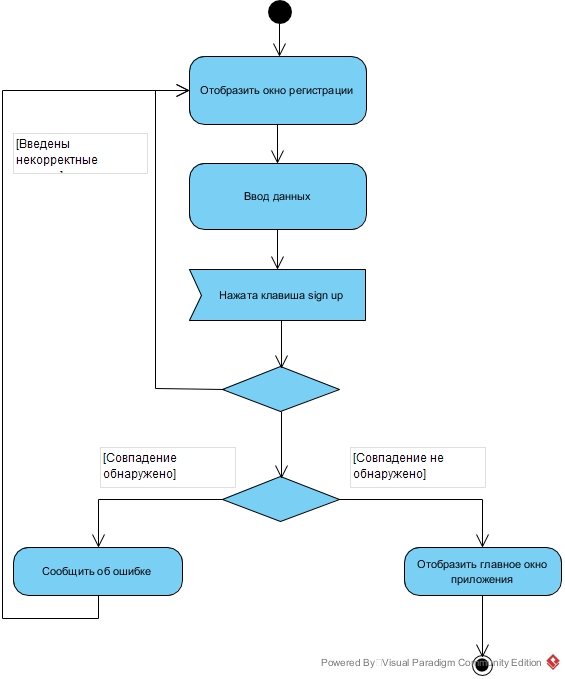 Отобразить окно регистрации
[Введены
некорректные
Ввод данных
Нажата клавиша sign up
[Совпадение
обнаружено]
[Совпадение не
обнаружено]
Сообщить об ошибке
Отобразить главное окно
приложения
Powered By Visual Paradigm Community Edition